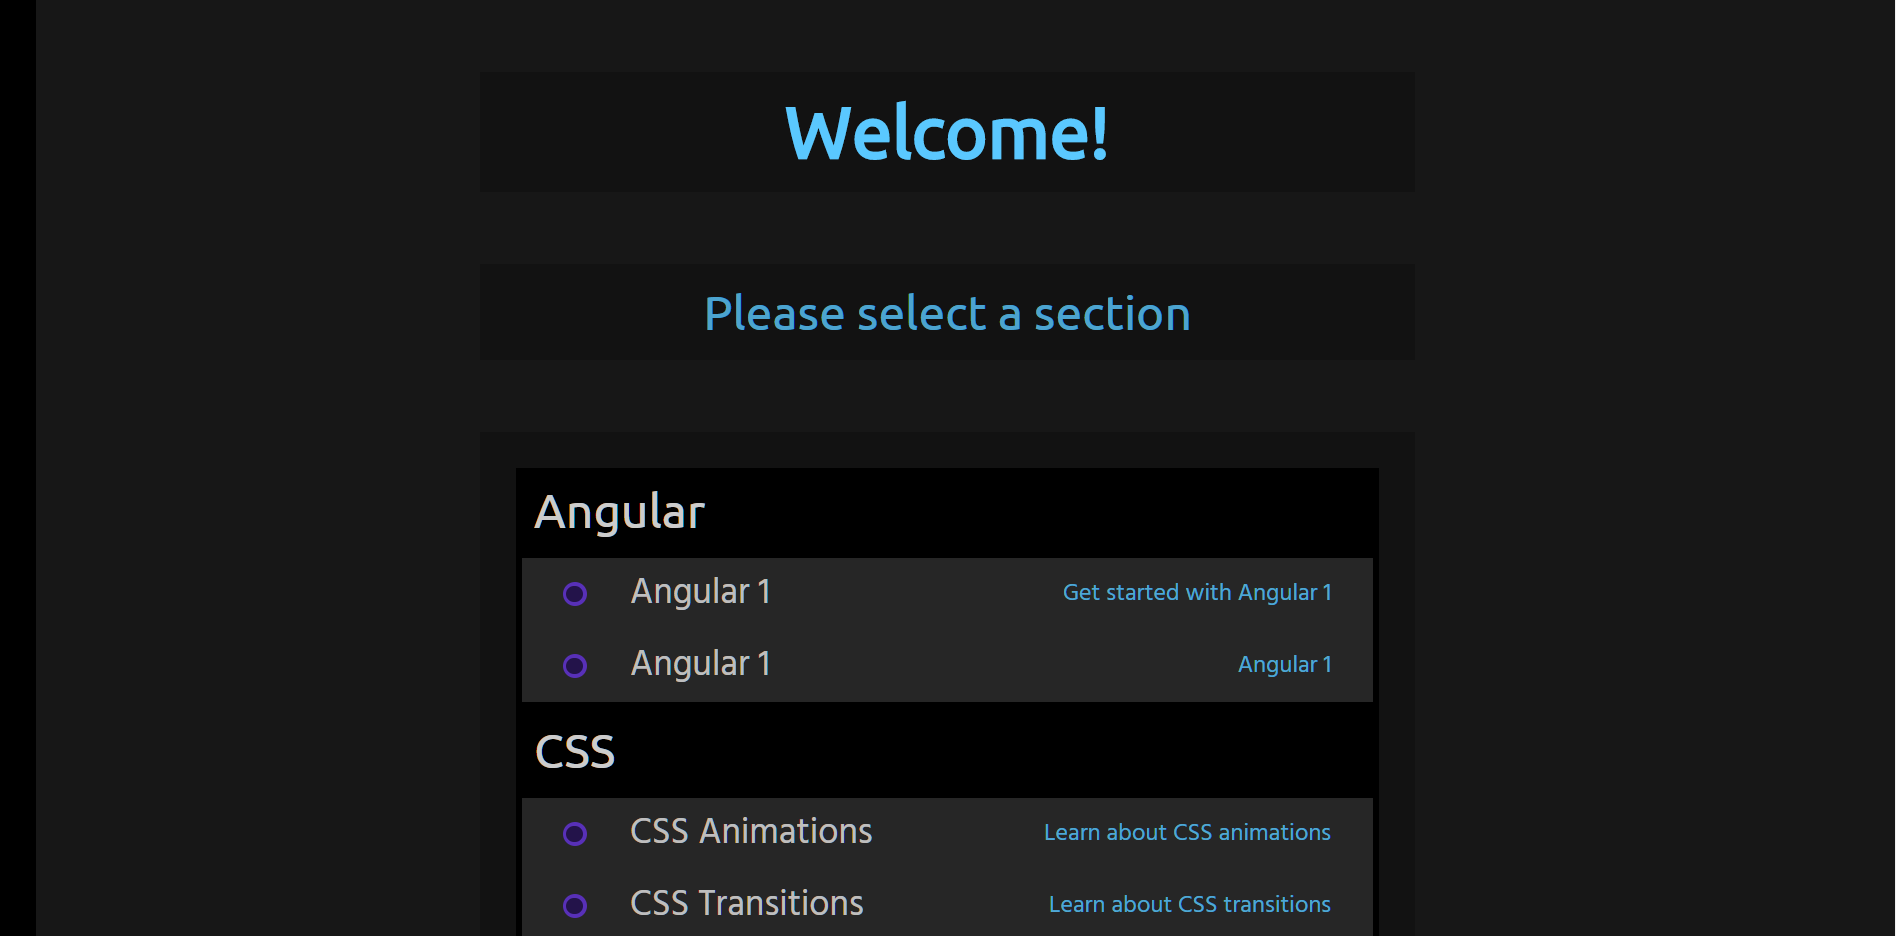 Welcome!
Please select a section
Angular
Angular 1 Get started with Angular 1
Angular 1 Angular 1
CSS
CSS Animations Learn about CSS animations
CSS Transitions Learn about CSS transitions